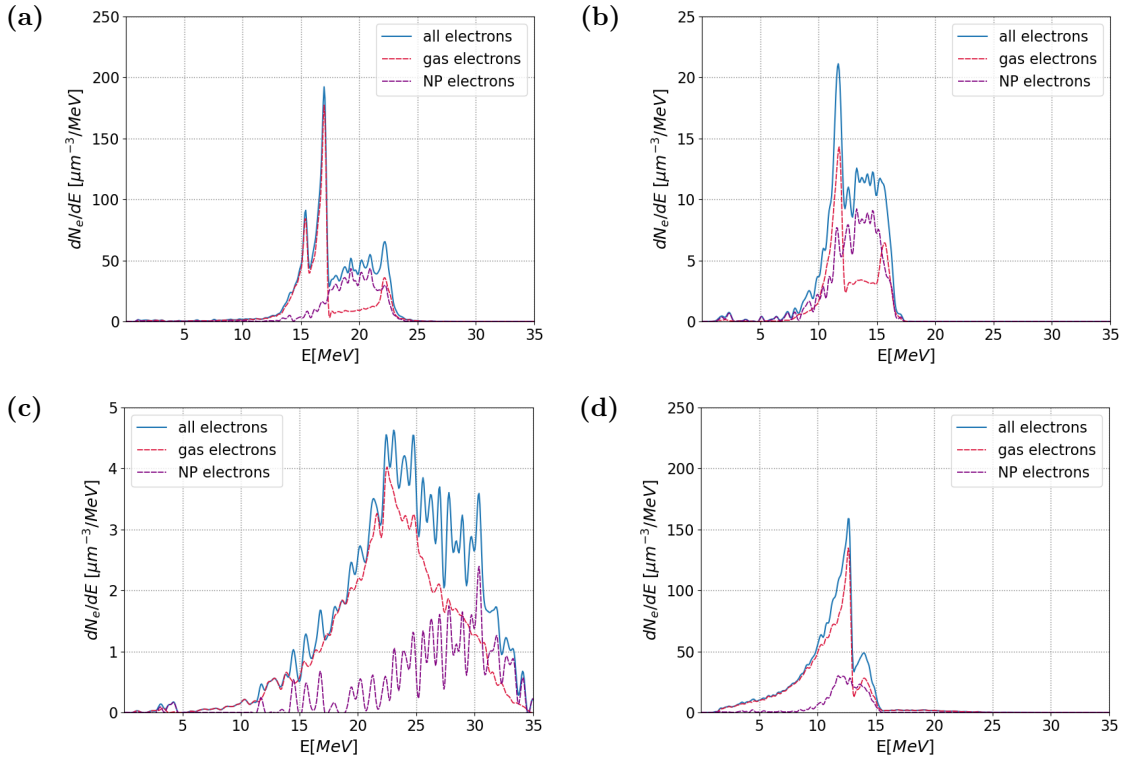 (a)
250
200
150
100
50
0
5 10 15 20 25 30 35
E[MeV]
dNₑ/dE [μm⁻³/MeV]
all electrons
gas electrons
NP electrons
(b)
25
20
15
10
5
0
5 10 15 20 25 30 35
E[MeV]
dNₑ/dE [μm⁻³/MeV]
all electrons
gas electrons
NP electrons
(c)
5
4
3
2
1
0
5 10 15 20 25 30 35
E[MeV]
dNₑ/dE [μm⁻³/MeV]
all electrons
gas electrons
NP electrons
(d)
250
200
150
100
50
0
5 10 15 20 25 30 35
E[MeV]
dNₑ/dE [μm⁻³/MeV]
all electrons
gas electrons
NP electrons